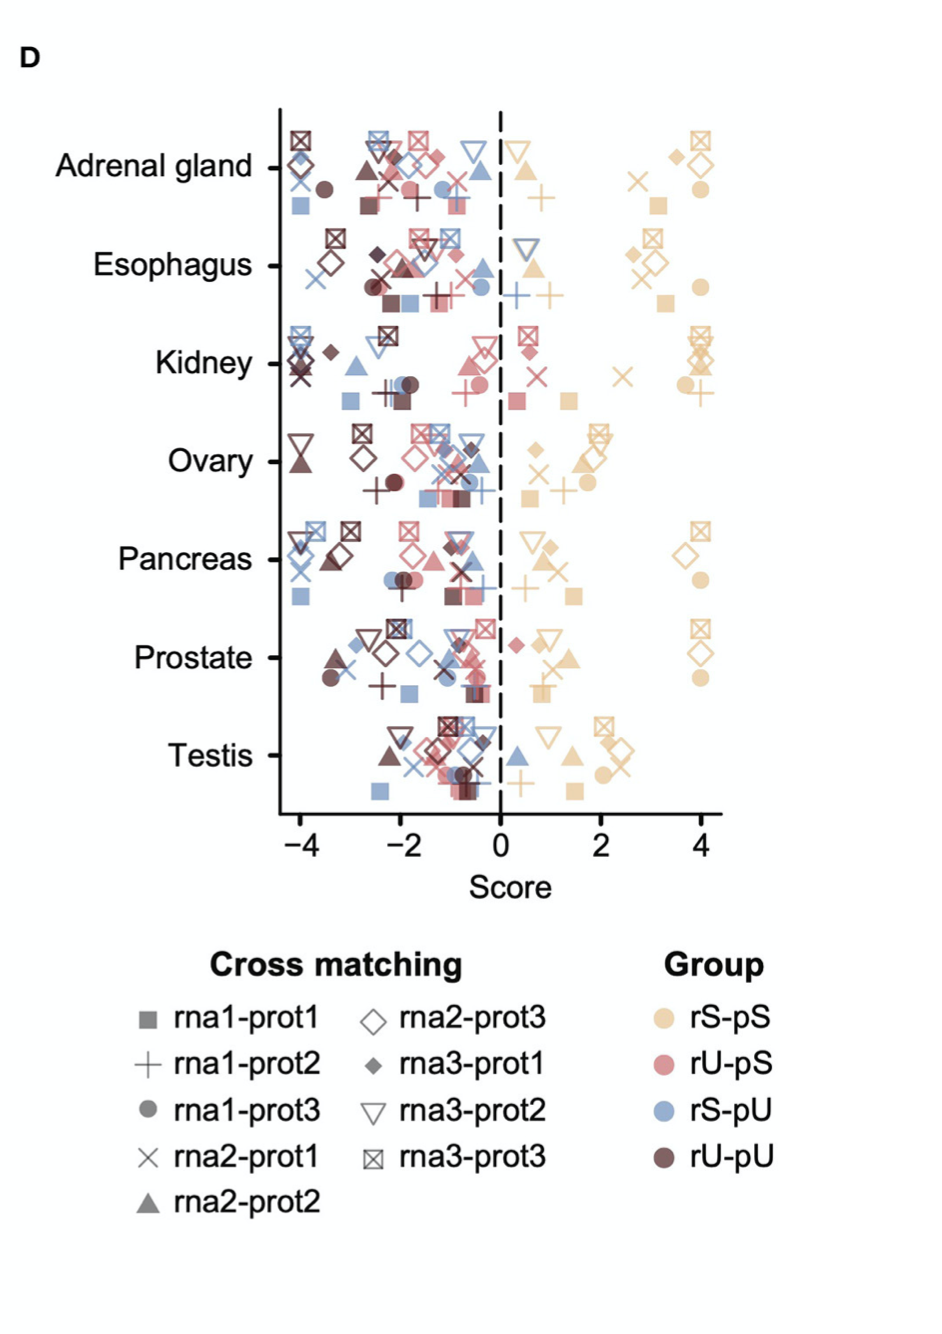 D
Adrenal gland
Esophagus
Kidney
Ovary
Pancreas
Prostate
Testis
−4 −2 0 2 4
Score
Cross matching
rna1-prot1
rna1-prot2
rna1-prot3
rna2-prot1
rna2-prot2
rna2-prot3
rna3-prot1
rna3-prot2
rna3-prot3
Group
rS-pS
rU-pS
rS-pU
rU-pU